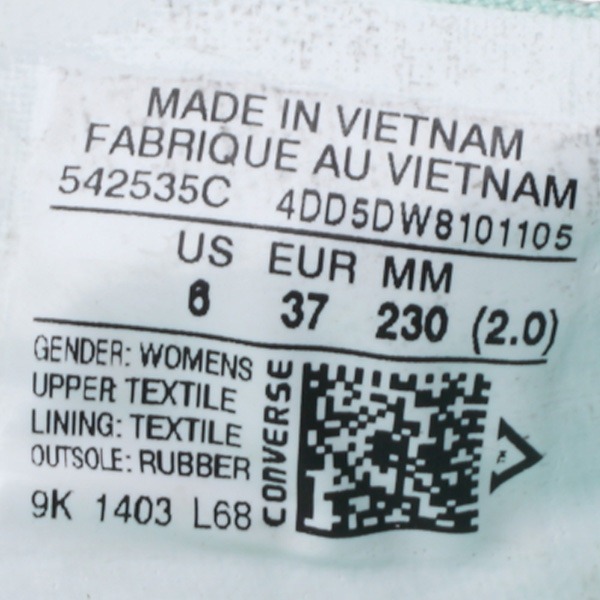 MADE IN VIETNAM
FABRIQUE AU VIETNAM
542535C 4DD5DW8101105
US EUR MM
6 37 230 (2.0)
GENDER: WOMENS
UPPER TEXTILE
LINING: TEXTILE
OUTSOLE: RUBBER
9K 1403 L68
CONVERSE
TM